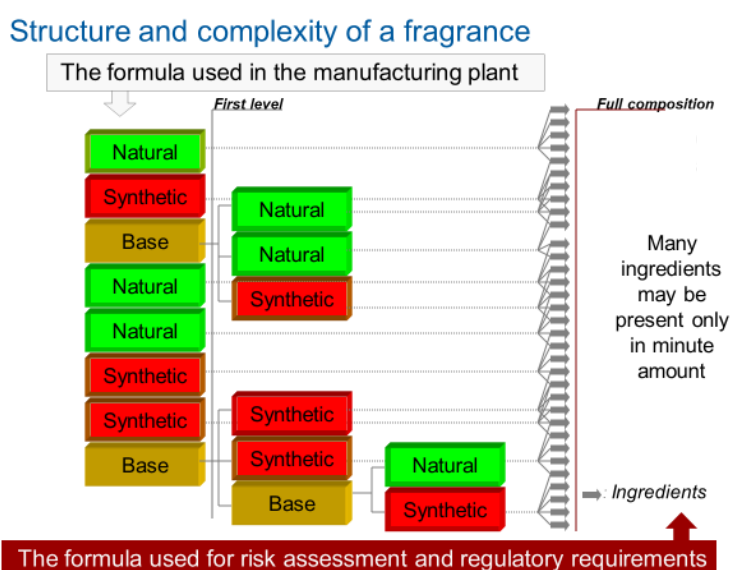 Structure and complexity of a fragrance
The formula used in the manufacturing plant
First level
Full composition
Natural
Synthetic
Base
Natural
Natural
Synthetic
Synthetic
Base
Natural
Natural
Synthetic
Synthetic
Synthetic
Base
Natural
Synthetic
Many
ingredients
may be
present only
in minute
amount
: Ingredients
The formula used for risk assessment and regulatory requirements